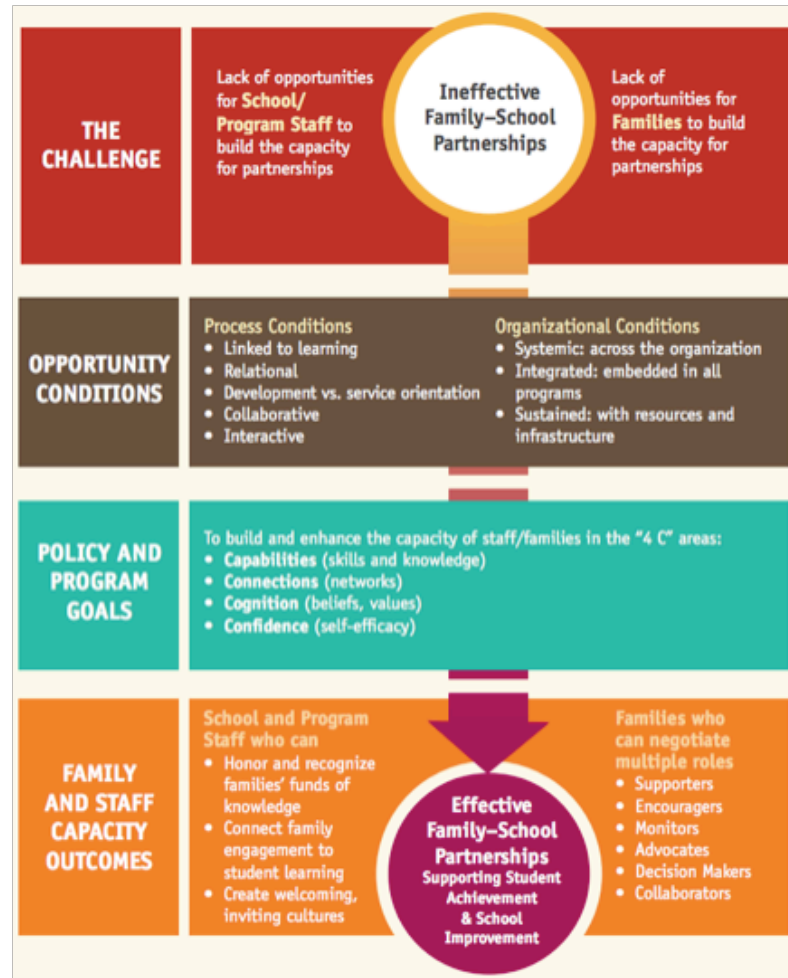 THE
CHALLENGE
Lack of opportunities
for School/
Program Staff to
build the capacity
for partnerships
Ineffective
Family–School
Partnerships
Lack of
opportunities for
Families to build
the capacity for
partnerships
OPPORTUNITY
CONDITIONS
Process Conditions
• Linked to learning
• Relational
• Development vs. service orientation
• Collaborative
• Interactive
Organizational Conditions
• Systemic: across the organization
• Integrated: embedded in all
programs
• Sustained: with resources and
infrastructure
POLICY AND
PROGRAM
GOALS
To build and enhance the capacity of staff/families in the "4 C" areas:
• Capabilities (skills and knowledge)
• Connections (networks)
• Cognition (beliefs, values)
• Confidence (self-efficacy)
FAMILY
AND STAFF
CAPACITY
OUTCOMES
School and Program
Staff who can
• Honor and recognize
families' funds of
knowledge
• Connect family
engagement to
student learning
• Create welcoming,
inviting cultures
Effective
Family–School
Partnerships
Supporting Student
Achievement
& School
Improvement
Families who
can negotiate
multiple roles
• Supporters
• Encouragers
• Monitors
• Advocates
• Decision Makers
• Collaborators